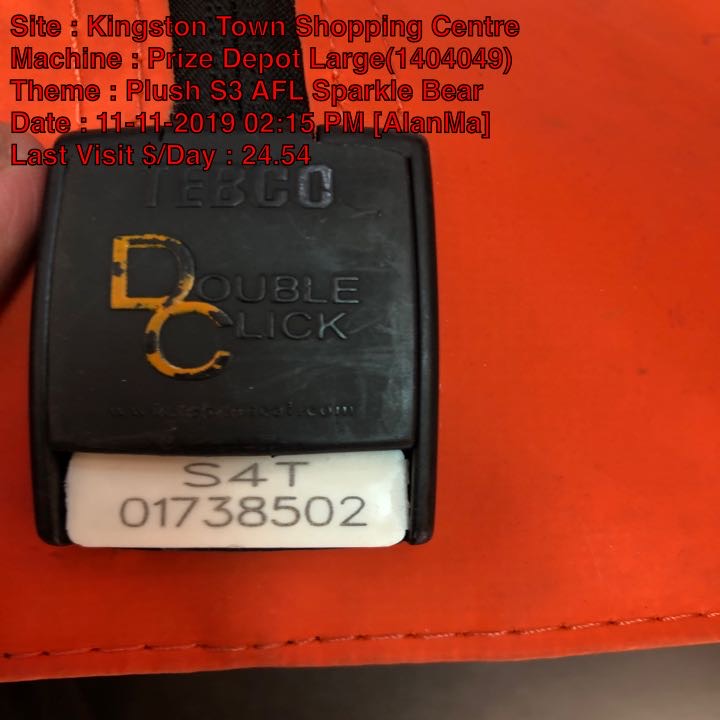 Site : Kingston Town Shopping Centre
Machine : Prize Depot Large(1404049)
Theme : Plush S3 AFL Sparkle Bear
Date : 11-11-2019 02:15 PM [AlanMa]
Last Visit $/Day : 24.54
TEBCO
DOUBLE
CLICK
S4T
01738502